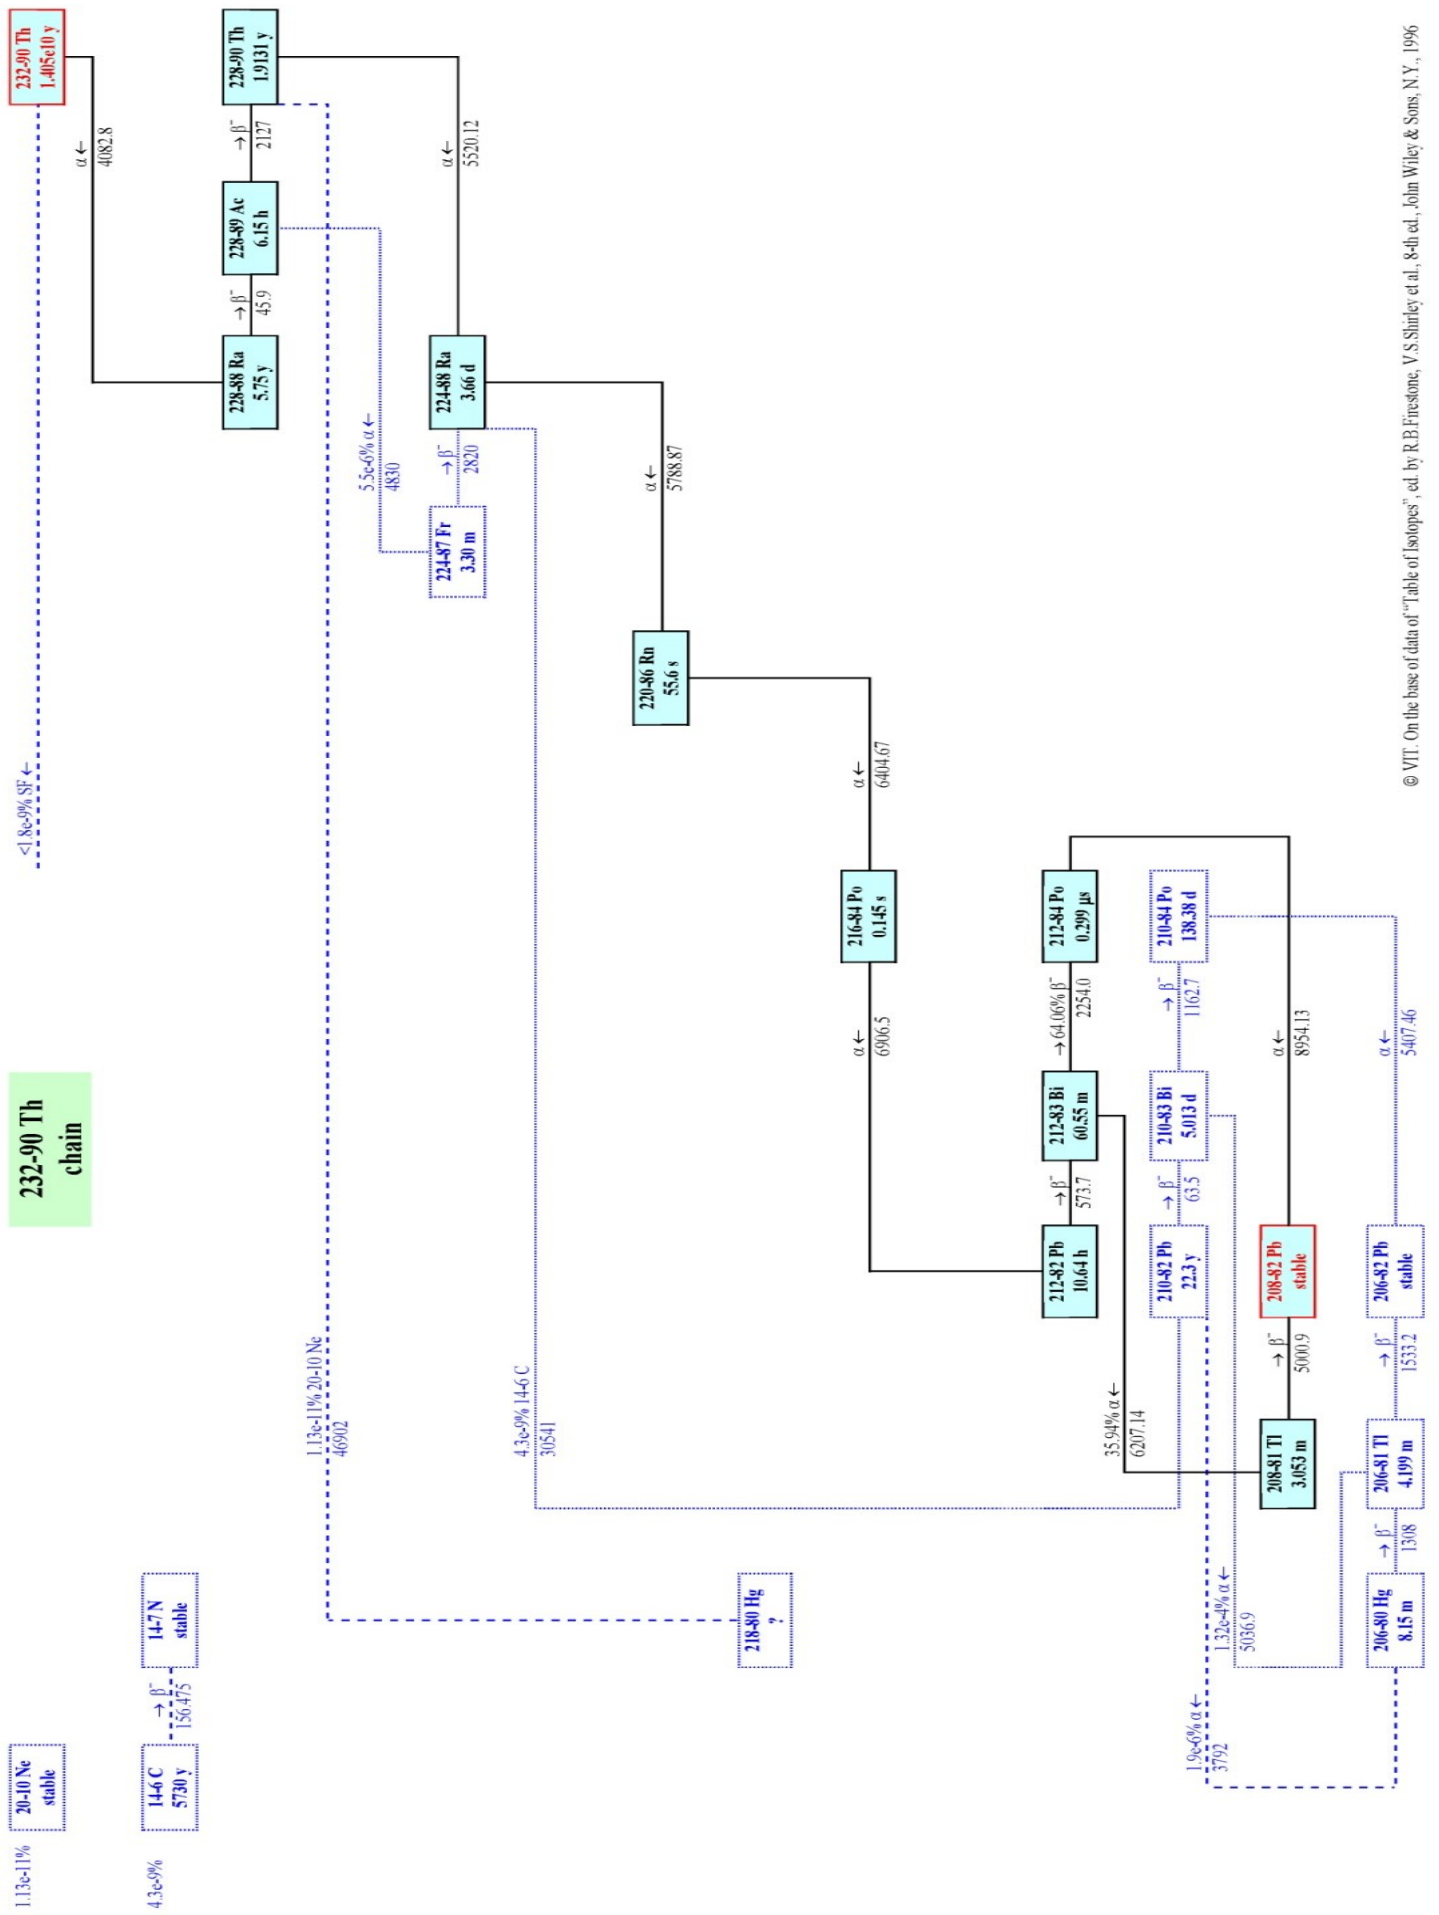 232-90 Th
chain
1.13e-11%
20-10 Ne
stable
4.3e-9%
14-6 C
5730 y
→ β⁻
156.475
14-7 N
stable
<1.8e-9% SF ←
232-90 Th
1.405e10 y
α ←
4082.8
228-88 Ra
5.75 y
→ β⁻
45.9
228-89 Ac
6.15 h
→ β⁻
2127
228-90 Th
1.9131 y
1.13e-11% 20-10 Ne
46902
5.5e-6% α ←
4830
α ←
5520.12
224-87 Fr
3.30 m
→ β⁻
2820
224-88 Ra
3.66 d
4.3e-9% 14-6 C
30541
α ←
5788.87
220-86 Rn
55.6 s
218-80 Hg
?
α ←
6404.67
216-84 Po
0.145 s
α ←
6906.5
212-82 Pb
10.64 h
→ β⁻
573.7
212-83 Bi
60.55 m
→ 64.06% β⁻
2254.0
212-84 Po
0.299 μs
35.94% α ←
6207.14
210-82 Pb
22.3 y
→ β⁻
63.5
210-83 Bi
5.013 d
→ β⁻
1162.7
210-84 Po
138.38 d
1.9e-6% α ←
3792
1.32e-4% α ←
5036.9
208-81 Tl
3.053 m
→ β⁻
5000.9
208-82 Pb
stable
α ←
8954.13
206-80 Hg
8.15 m
→ β⁻
1308
206-81 Tl
4.199 m
→ β⁻
1533.2
206-82 Pb
stable
α ←
5407.46
© VIT. On the base of data of "Table of Isotopes", ed. by R.B.Firestone, V.S.Shirley et al., 8-th ed., John Wiley & Sons, N.Y., 1996